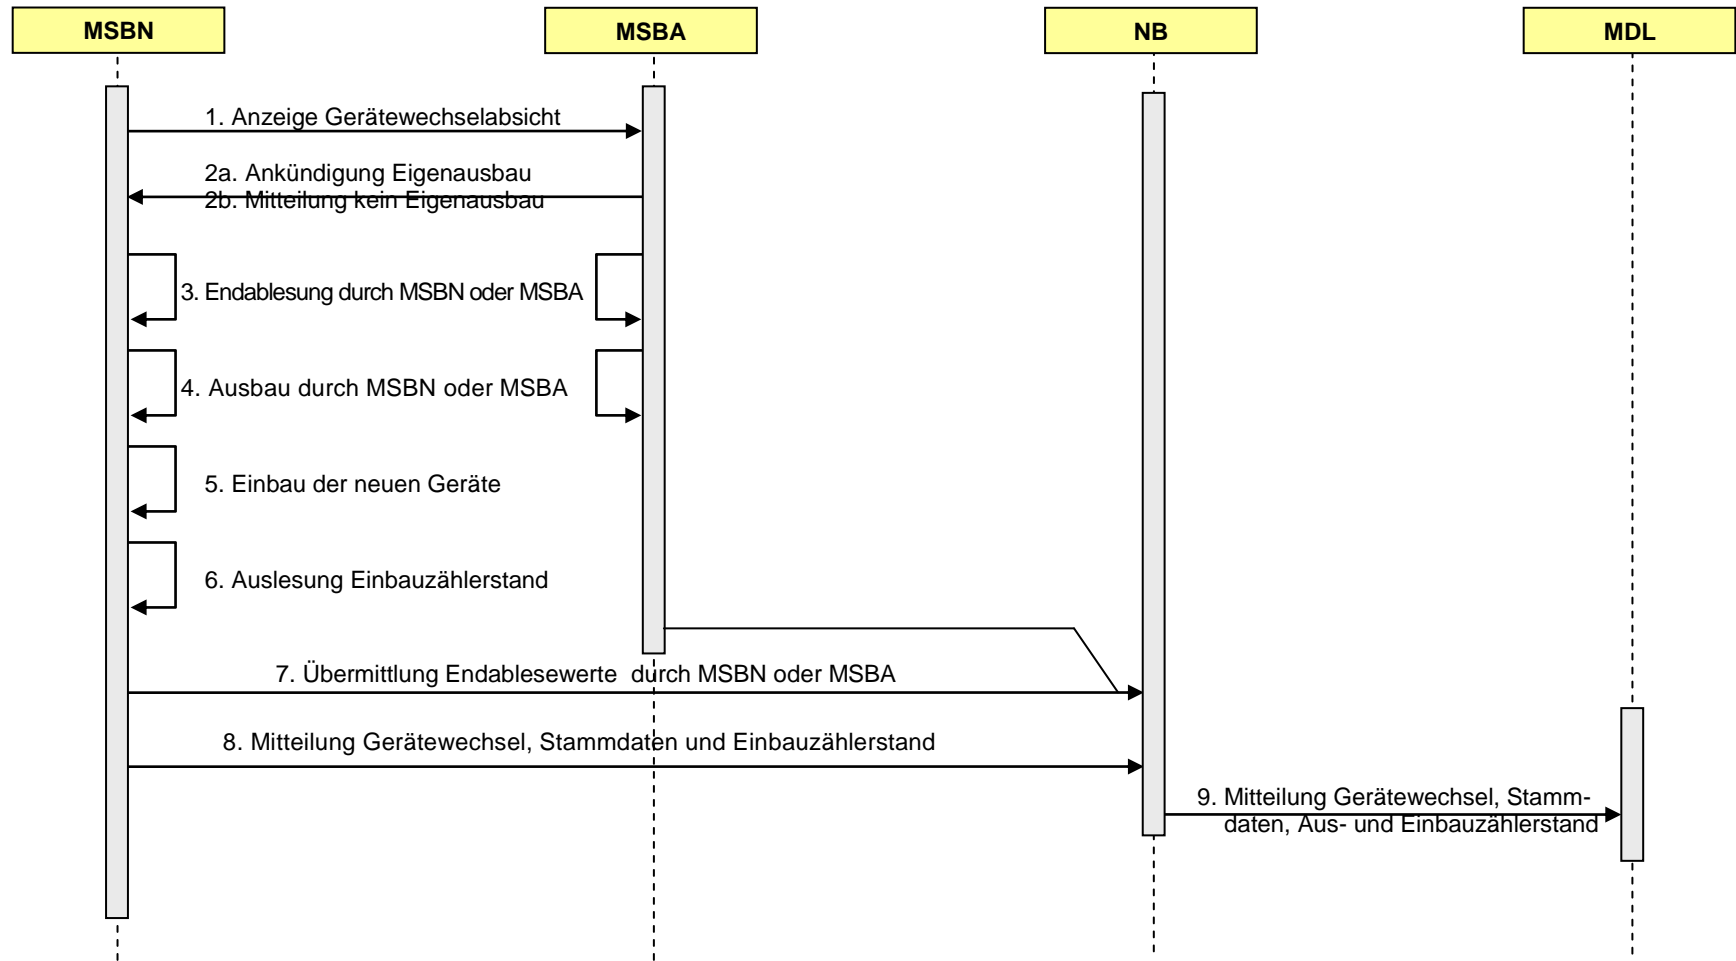 MSBN
MSBA
NB
MDL
1. Anzeige Gerätewechselabsicht
2a. Ankündigung Eigenausbau
2b. Mitteilung kein Eigenausbau
3. Endablesung durch MSBN oder MSBA
4. Ausbau durch MSBN oder MSBA
5. Einbau der neuen Geräte
6. Auslesung Einbauzählerstand
7. Übermittlung Endablesewerte durch MSBN oder MSBA
8. Mitteilung Gerätewechsel, Stammdaten und Einbauzählerstand
9. Mitteilung Gerätewechsel, Stamm-
daten, Aus- und Einbauzählerstand